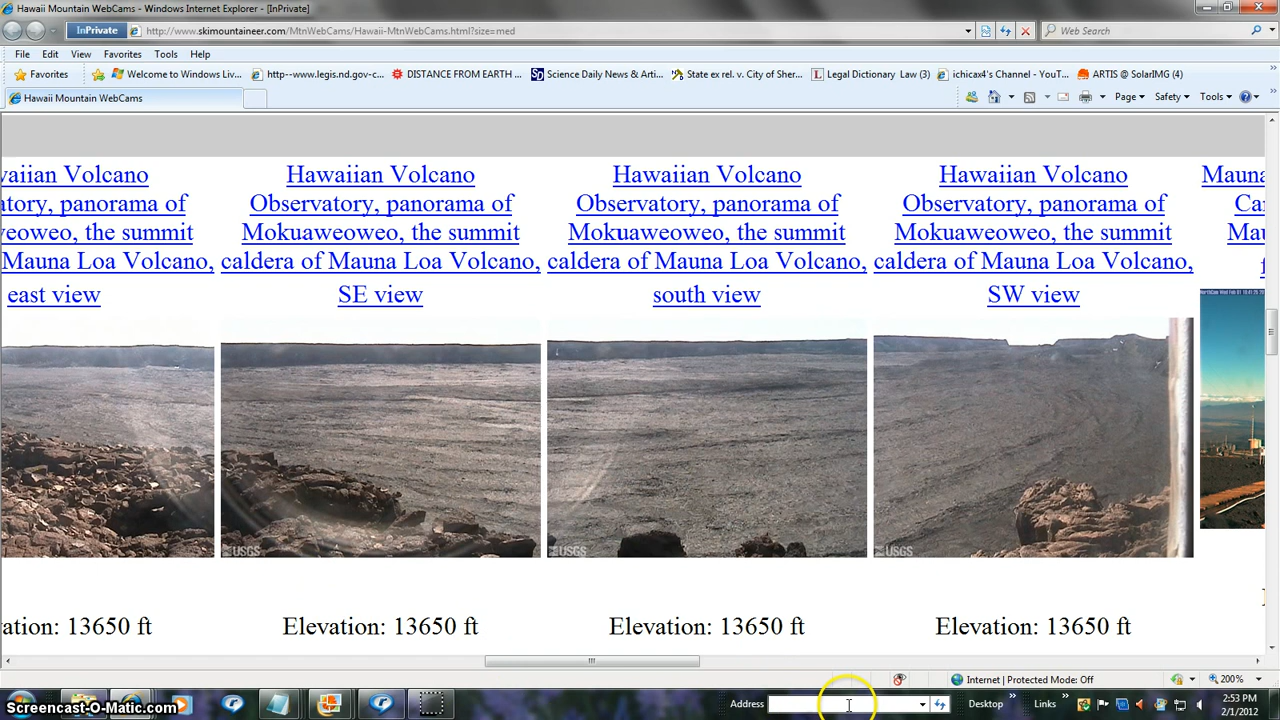 Hawaii Mountain WebCams - Windows Internet Explorer - [InPrivate]
InPrivate http://www.skimountaineer.com/MtnWebCams/Hawaii-MtnWebCams.html?size=med Web Search
File Edit View Favorites Tools Help
Favorites Welcome to Windows Liv... http--www.legis.nd.gov-c... DISTANCE FROM EARTH ... Science Daily News & Arti... State ex rel. v. City of Sher... Legal Dictionary Law (3) ichicax4's Channel - YouT... ARTIS @ SolarIMG (4)
Hawaii Mountain WebCams
Page Safety Tools
vaiian Volcano
atory, panorama of
weoweo, the summit
Mauna Loa Volcano,
east view
Hawaiian Volcano
Observatory, panorama of
Mokuaweoweo, the summit
caldera of Mauna Loa Volcano,
SE view
Hawaiian Volcano
Observatory, panorama of
Mokuaweoweo, the summit
caldera of Mauna Loa Volcano,
south view
Hawaiian Volcano
Observatory, panorama of
Mokuaweoweo, the summit
caldera of Mauna Loa Volcano,
SW view
Mauna
Ca
Mau
USGS
USGS
USGS
vation: 13650 ft
Elevation: 13650 ft
Elevation: 13650 ft
Elevation: 13650 ft
Internet | Protected Mode: Off 200%
Screencast-O-Matic.com
Address Desktop Links
2:53 PM
2/1/2012